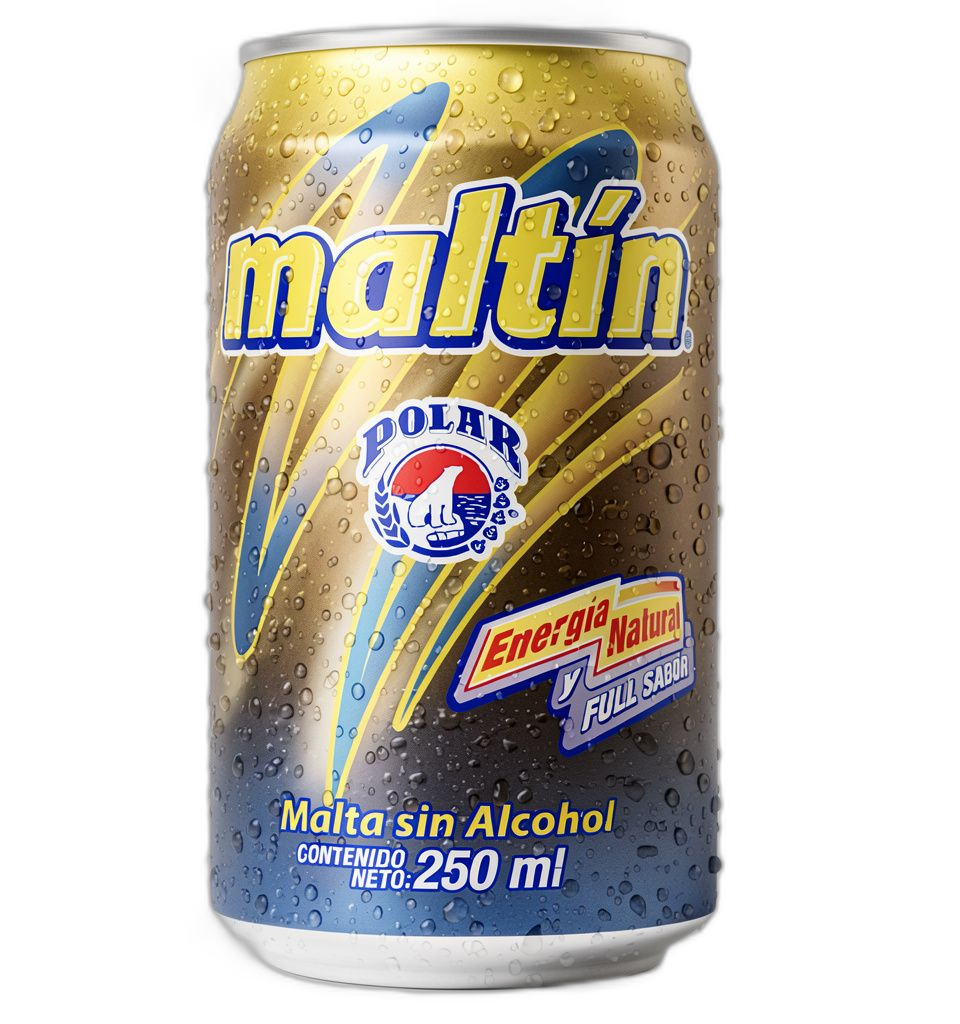 maltín
POLAR
Energía Natural
y
FULL SABOR
Malta sin Alcohol
CONTENIDO
NETO: 250 ml